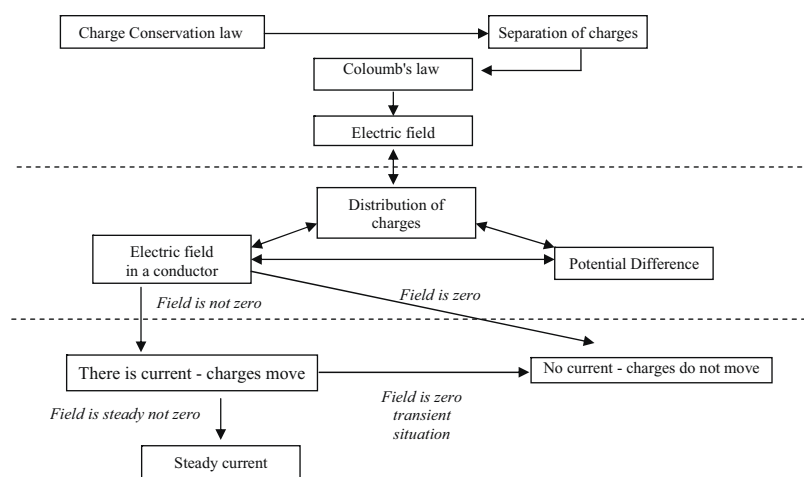 Charge Conservation law
Separation of charges
Coloumb's law
Electric field
Distribution of
charges
Electric field
in a conductor
Potential Difference
Field is not zero
Field is zero
There is current - charges move
No current - charges do not move
Field is steady not zero
Field is zero
transient
situation
Steady current